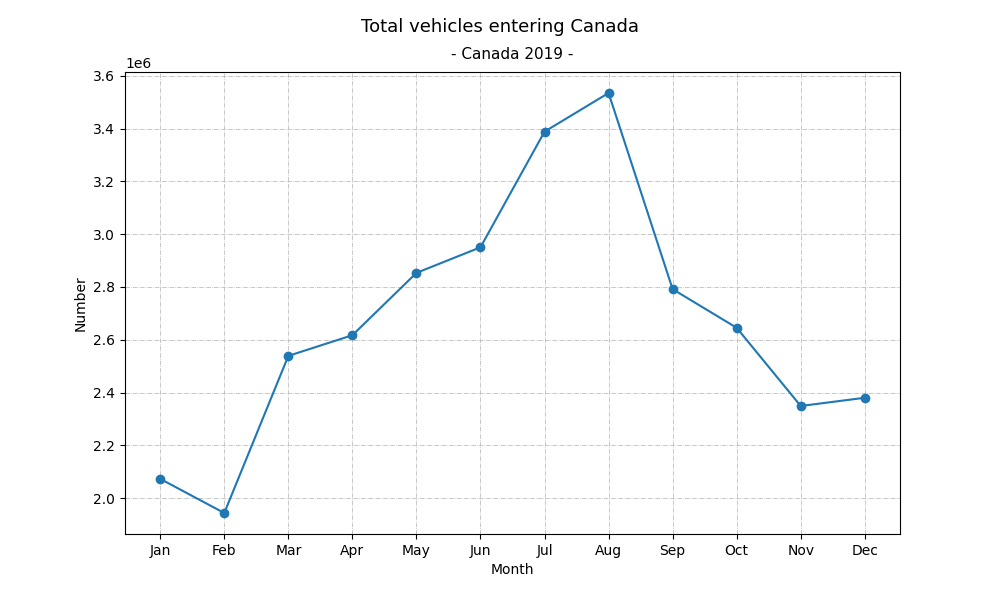 Total vehicles entering Canada
- Canada 2019 -
1e6
3.6
3.4
3.2
3.0
2.8
2.6
2.4
2.2
2.0
Number
Jan Feb Mar Apr May Jun Jul Aug Sep Oct Nov Dec
Month